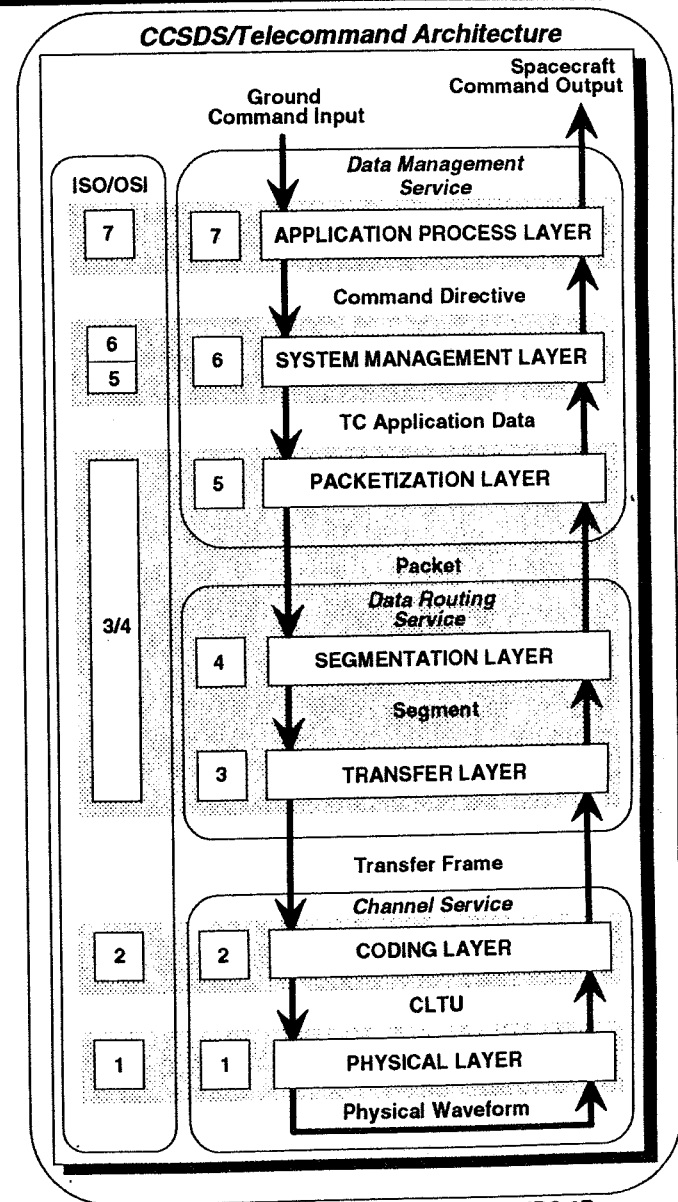 CCSDS/Telecommand Architecture
Spacecraft
Command Output
Ground
Command Input
ISO/OSI
Data Management
Service
7
7
APPLICATION PROCESS LAYER
Command Directive
6
5
6
SYSTEM MANAGEMENT LAYER
TC Application Data
5
PACKETIZATION LAYER
Packet
3/4
Data Routing
Service
4
SEGMENTATION LAYER
Segment
3
TRANSFER LAYER
Transfer Frame
Channel Service
2
2
CODING LAYER
CLTU
1
1
PHYSICAL LAYER
Physical Waveform